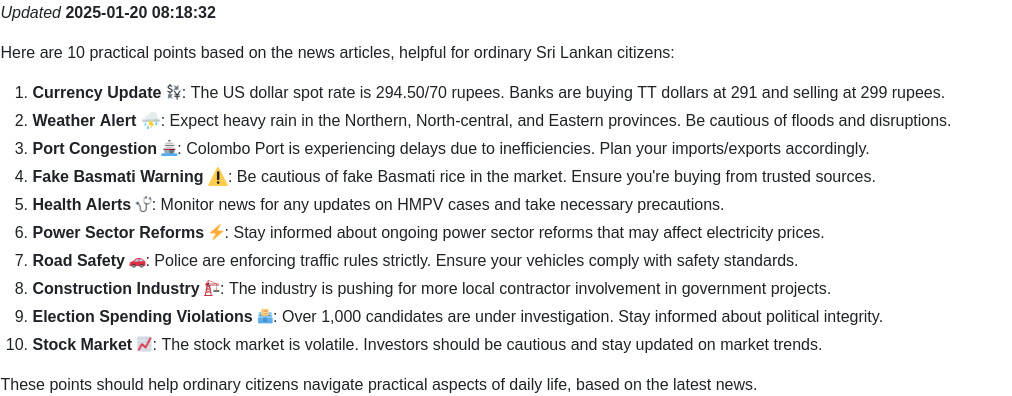 Updated 2025-01-20 08:18:32
Here are 10 practical points based on the news articles, helpful for ordinary Sri Lankan citizens:
1. Currency Update 💱: The US dollar spot rate is 294.50/70 rupees. Banks are buying TT dollars at 291 and selling at 299 rupees.
2. Weather Alert ⛈️: Expect heavy rain in the Northern, North-central, and Eastern provinces. Be cautious of floods and disruptions.
3. Port Congestion 🚢: Colombo Port is experiencing delays due to inefficiencies. Plan your imports/exports accordingly.
4. Fake Basmati Warning ⚠️: Be cautious of fake Basmati rice in the market. Ensure you're buying from trusted sources.
5. Health Alerts 🩺: Monitor news for any updates on HMPV cases and take necessary precautions.
6. Power Sector Reforms ⚡: Stay informed about ongoing power sector reforms that may affect electricity prices.
7. Road Safety 🚗: Police are enforcing traffic rules strictly. Ensure your vehicles comply with safety standards.
8. Construction Industry 🏗️: The industry is pushing for more local contractor involvement in government projects.
9. Election Spending Violations 🗳️: Over 1,000 candidates are under investigation. Stay informed about political integrity.
10. Stock Market 📈: The stock market is volatile. Investors should be cautious and stay updated on market trends.
These points should help ordinary citizens navigate practical aspects of daily life, based on the latest news.